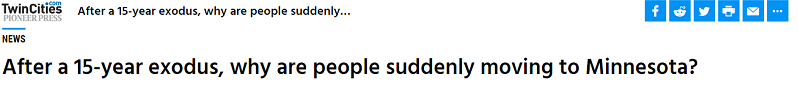 TwinCities.com
PIONEER PRESS
After a 15-year exodus, why are people suddenly...
NEWS
After a 15-year exodus, why are people suddenly moving to Minnesota?